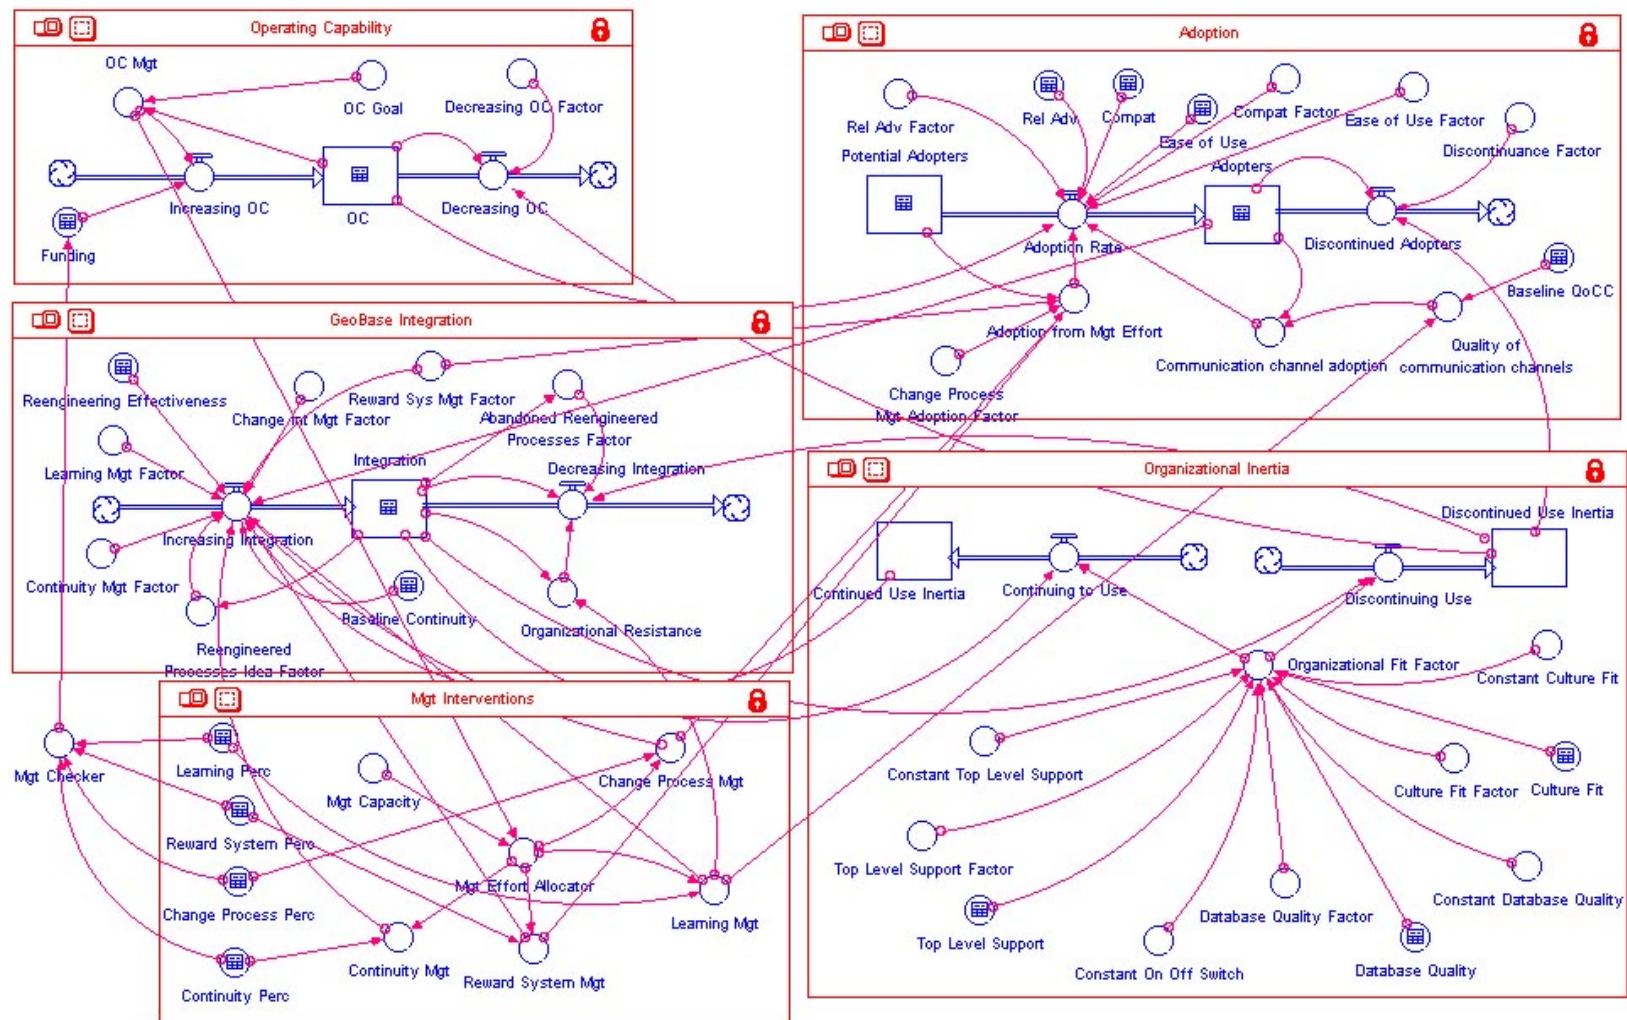 Operating Capability
OC Mgt
OC Goal
Decreasing OC Factor
Increasing OC
OC
Decreasing OC
Funding
Adoption
Rel Adv Factor
Rel Adv
Compat
Ease of Use
Compat Factor
Ease of Use Factor
Discontinuance Factor
Potential Adopters
Adopters
Adoption Rate
Discontinued Adopters
Baseline QoCC
Adoption from Mgt Effort
Communication channel adoption
Quality of
communication channels
Change Process
Mgt Adoption Factor
GeoBase Integration
Reengineering Effectiveness
Change Int Mgt Factor
Reward Sys Mgt Factor
Abandoned Reengineered
Processes Factor
Learning Mgt Factor
Integration
Decreasing Integration
Increasing Integration
Continuity Mgt Factor
Baseline Continuity
Organizational Resistance
Reengineered
Processes Idea Factor
Organizational Inertia
Discontinued Use Inertia
Continued Use Inertia
Continuing to Use
Discontinuing Use
Organizational Fit Factor
Constant Culture Fit
Constant Top Level Support
Culture Fit Factor
Culture Fit
Top Level Support Factor
Constant Database Quality
Database Quality Factor
Top Level Support
Constant On Off Switch
Database Quality
Mgt Interventions
Mgt Checker
Learning Perc
Mgt Capacity
Change Process Mgt
Reward System Perc
Mgt Effort Allocator
Change Process Perc
Learning Mgt
Continuity Mgt
Reward System Mgt
Continuity Perc